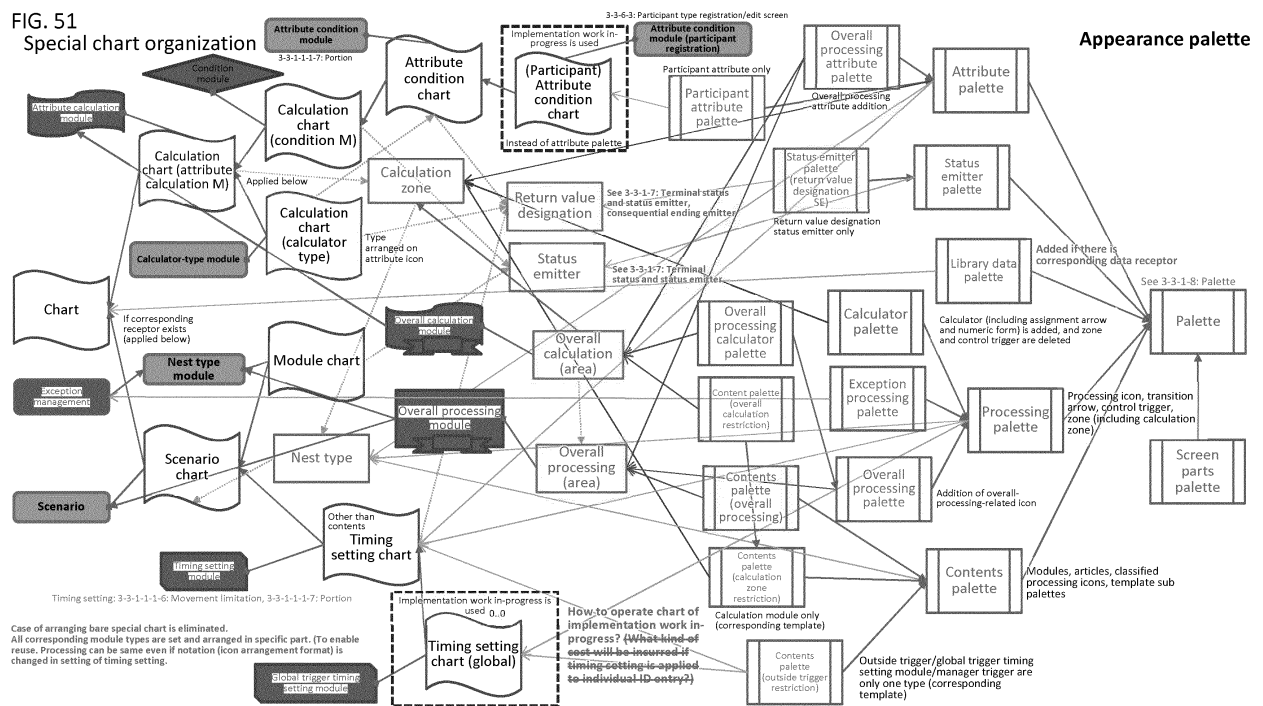 FIG. 51
Special chart organization
Appearance palette
Attribute condition
module
3-3-1-1-1-7: Portion
3-3-6-3: Participant type registration/edit screen
Implementation work in-
progress is used
Attribute condition
module (participant
registration)
Overall
processing
attribute
palette
Overall processing
attribute addition
Attribute
palette
Condition
module
Attribute
condition
chart
(Participant)
Attribute
condition
chart
Instead of attribute palette
Participant attribute only
Participant
attribute
palette
Attribute calculation
module
Calculation
chart
(condition M)
Calculation
chart (attribute
calculation M)
Applied below
Calculation
zone
Return value
designation
See 3-3-1-7: Terminal status
and status emitter,
consequential ending emitter
Status emitter
palette
(return value
designation
SE)
Return value designation
status emitter only
Status
emitter
palette
Calculation
chart
(calculator
type)
Type
arranged on
attribute icon
Calculator-type module
Status
emitter
See 3-3-1-7: Terminal
status and status emitter
Library data
palette
Added if there is
corresponding data receptor
See 3-3-1-8: Palette
Chart
If corresponding
receptor exists
(applied below)
Overall calculation
module
Overall
calculation
(area)
Overall
processing
calculator
palette
Calculator
palette
Calculator (including assignment arrow
and numeric form) is added, and zone
and control trigger are deleted
Palette
Nest type
module
Module chart
Exception
management
Overall processing
module
Content palette
(overall
calculation
restriction)
Exception
processing
palette
Processing
palette
Processing icon, transition
arrow, control trigger,
zone (including calculation
zone)
Scenario
chart
Nest type
Overall
processing
(area)
Contents
palette
(overall
processing)
Overall
processing
palette
Addition of overall-
processing-related icon
Screen
parts
palette
Scenario
Other than
contents
Timing
setting chart
Timing setting
module
Timing setting: 3-3-1-1-1-6: Movement limitation, 3-3-1-1-1-7: Portion
Contents
palette
(calculation
zone
restriction)
Calculation module only
(corresponding template)
Contents
palette
Modules, articles, classified
processing icons, template sub
palettes
Implementation work in-progress is
used 0..0
Timing setting
chart (global)
How to operate chart of
implementation work in-
progress? (What kind of
cost will be incurred if
timing setting is applied
to individual ID entry?)
Case of arranging bare special chart is eliminated.
All corresponding module types are set and arranged in specific part. (To enable
reuse. Processing can be same even if notation (icon arrangement format) is
changed in setting of timing setting.
Global trigger timing
setting module
Contents
palette
(outside trigger
restriction)
Outside trigger/global trigger timing
setting module/manager trigger are
only one type (corresponding
template)